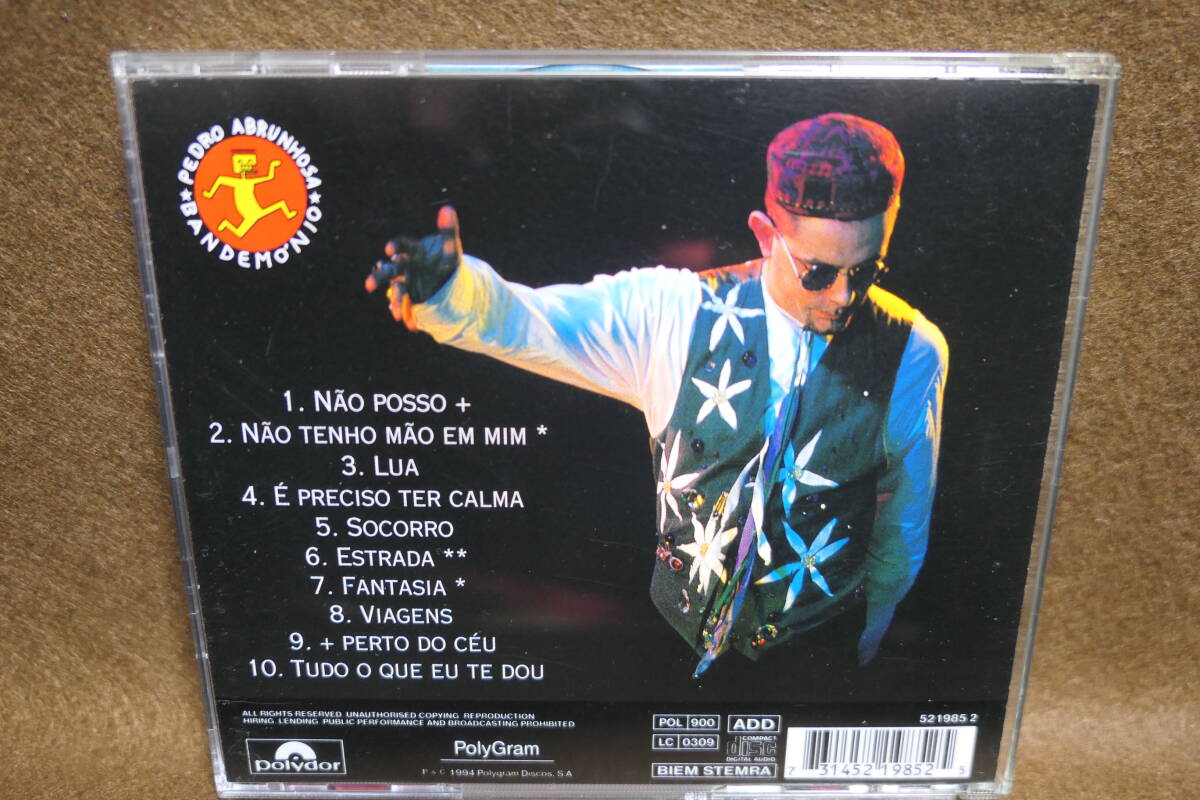 PEDRO ABRUNHOSA
★ BANDEMÓNIO ★
1. NÃO POSSO +
2. NÃO TENHO MÃO EM MIM *
3. LUA
4. É PRECISO TER CALMA
5. SOCORRO
6. ESTRADA **
7. FANTASIA *
8. VIAGENS
9. + PERTO DO CÉU
10. TUDO O QUE EU TE DOU
ALL RIGHTS RESERVED. UNAUTHORISED COPYING REPRODUCTION
HIRING LENDING PUBLIC PERFORMANCE AND BROADCASTING PROHIBITED
polydor
PolyGram
℗ & © 1994 Polygram Discos, S.A
POL 900
ADD
LC 0309
COMPACT
disc
DIGITAL AUDIO
BIEM STEMRA
521985 2
7 31452 19852 5